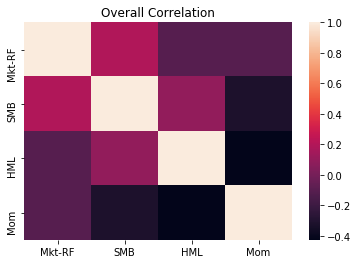 Overall Correlation
Mkt-RF
SMB
HML
Mom
Mkt-RF SMB HML Mom
1.0
0.8
0.6
0.4
0.2
0.0
−0.2
−0.4